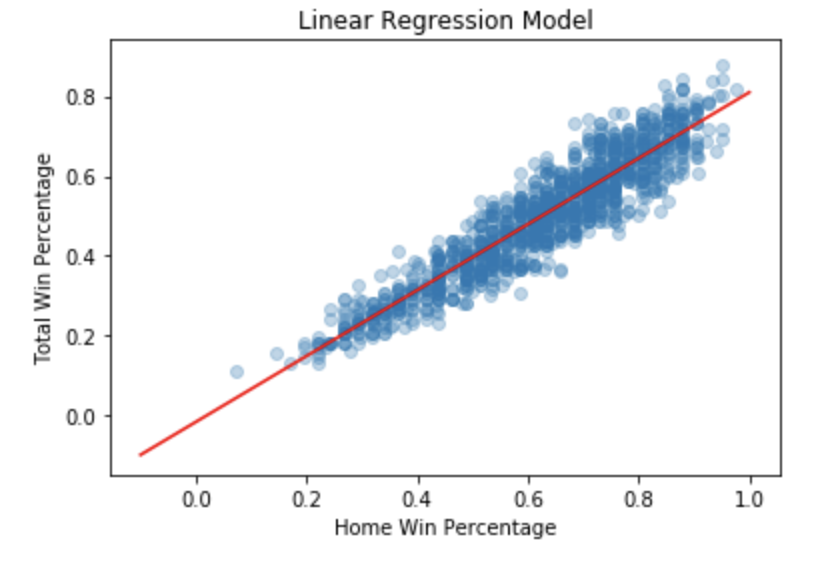 Linear Regression Model
0.8
0.6
0.4
0.2
0.0
Total Win Percentage
0.0 0.2 0.4 0.6 0.8 1.0
Home Win Percentage